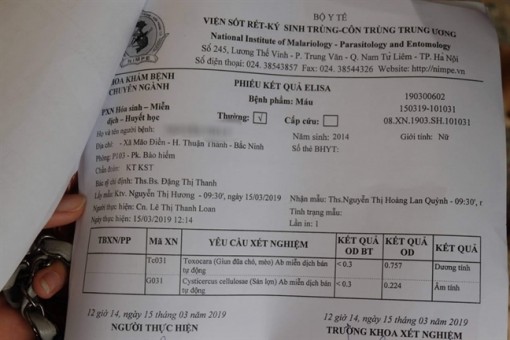 BỘ Y TẾ
VIỆN SỐT RÉT-KÝ SINH TRÙNG-CÔN TRÙNG TRUNG ƯƠNG
National Institute of Malariology - Parasitology and Entomology
Số 245, Lương Thế Vinh - P. Trung Văn - Q. Nam Từ Liêm - TP. Hà Nội
Số điện thoại: 024. 38543857 Fax: 024. 38544326 Website: http://nimpe.vn
NIMPE
HOA KHÁM BỆNH
CHUYÊN NGÀNH
PHIẾU KẾT QUẢ ELISA
190300602
Bệnh phẩm: Máu
150319-101031
PXN Hóa sinh – Miễn
dịch – Huyết học
Thường: √ Cấp cứu:
08.XN.1903.SH.101031
Họ và tên người bệnh:
Năm sinh: 2014 Giới tính: Nữ
Địa chỉ: - Xã Mão Điền - H. Thuận Thành - Bắc Ninh
Số thẻ BHYT:
Phòng: - Pk. Bảo hiểm
Chẩn đoán: KT KST
Bác sỹ chỉ định: Ths.Bs. Đặng Thị Thanh
Lấy mẫu: Ktv. Nguyễn Thị Hương - 09:30', ngày 15/03/2019
Nhận mẫu: Ths.Nguyễn Thị Hoàng Lan Quỳnh - 09:30',
Người thực hiện: Cn. Lê Thị Thanh Loan
Tình trạng mẫu:
Ngày thực hiện: 15/03/2019 12:14
Lần in: 1
TBXN/PP Mã XN YÊU CẦU XÉT NGHIỆM KẾT QUẢ OD BT KẾT QUẢ OD KẾT QUẢ
Tc031 Toxocara (Giun đũa chó, mèo) Ab miễn dịch bán tự động < 0.3 0.757 Dương tính
G031 Cysticercus cellulosae (Sán lợn) Ab miễn dịch bán tự động < 0.3 0.224 Âm tính
12 giờ 14, ngày 15 tháng 03 năm 2019
12 giờ 14, ngày 15 tháng 03 năm 2019
NGƯỜI THỰC HIỆN
TRƯỞNG KHOA XÉT NGHIỆM